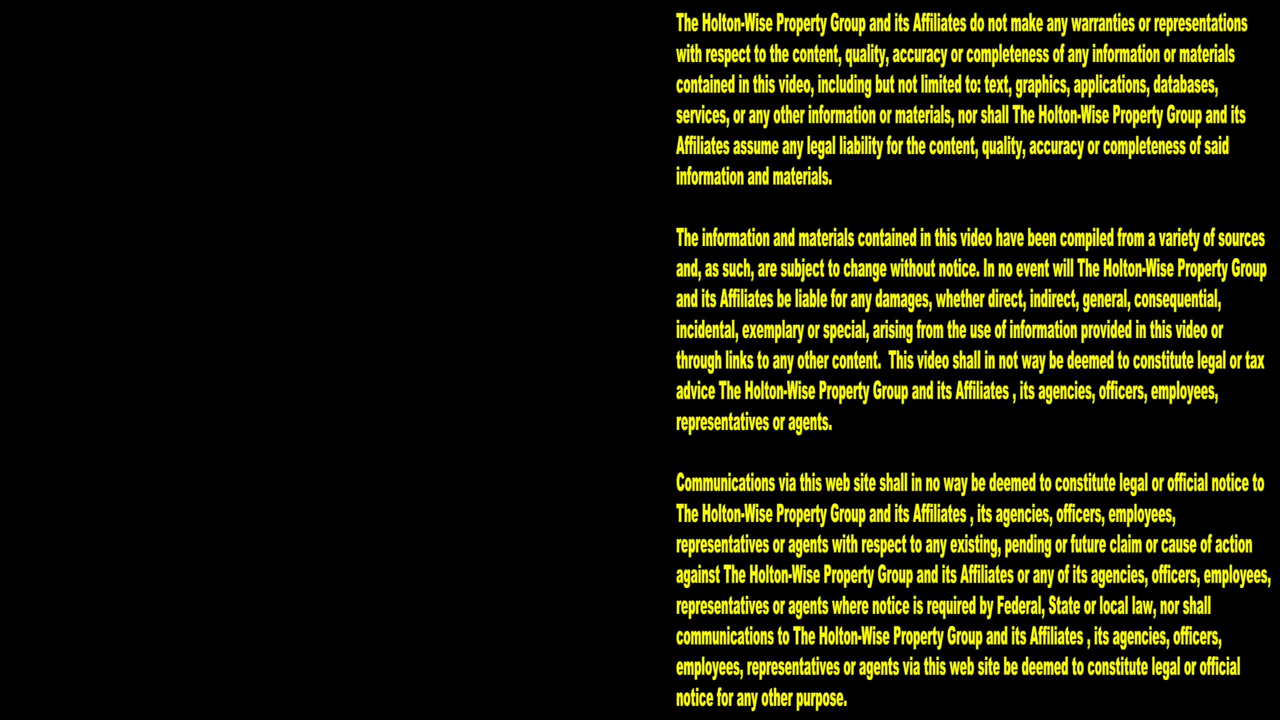 The Holton-Wise Property Group and its Affiliates do not make any warranties or representations
with respect to the content, quality, accuracy or completeness of any information or materials
contained in this video, including but not limited to: text, graphics, applications, databases,
services, or any other information or materials, nor shall The Holton-Wise Property Group and its
Affiliates assume any legal liability for the content, quality, accuracy or completeness of said
information and materials.
The information and materials contained in this video have been compiled from a variety of sources
and, as such, are subject to change without notice. In no event will The Holton-Wise Property Group
and its Affiliates be liable for any damages, whether direct, indirect, general, consequential,
incidental, exemplary or special, arising from the use of information provided in this video or
through links to any other content.  This video shall in not way be deemed to constitute legal or tax
advice The Holton-Wise Property Group and its Affiliates , its agencies, officers, employees,
representatives or agents.
Communications via this web site shall in no way be deemed to constitute legal or official notice to
The Holton-Wise Property Group and its Affiliates , its agencies, officers, employees,
representatives or agents with respect to any existing, pending or future claim or cause of action
against The Holton-Wise Property Group and its Affiliates or any of its agencies, officers, employees,
representatives or agents where notice is required by Federal, State or local law, nor shall
communications to The Holton-Wise Property Group and its Affiliates , its agencies, officers,
employees, representatives or agents via this web site be deemed to constitute legal or official
notice for any other purpose.